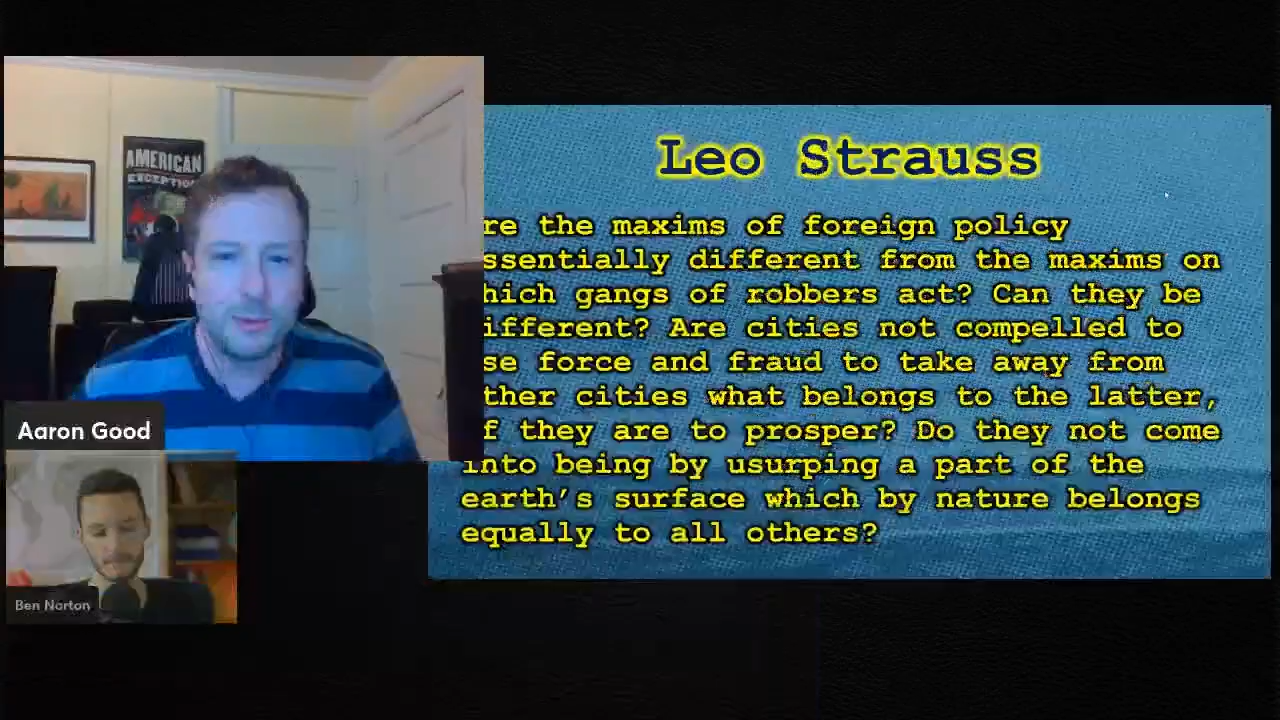 AMERICAN
EXCEPTIO
Aaron Good
Ben Norton
Leo Strauss
re the maxims of foreign policy
ssentially different from the maxims on
hich gangs of robbers act? Can they be
ifferent? Are cities not compelled to
se force and fraud to take away from
ther cities what belongs to the latter,
f they are to prosper? Do they not come
into being by usurping a part of the
earth's surface which by nature belongs
equally to all others?